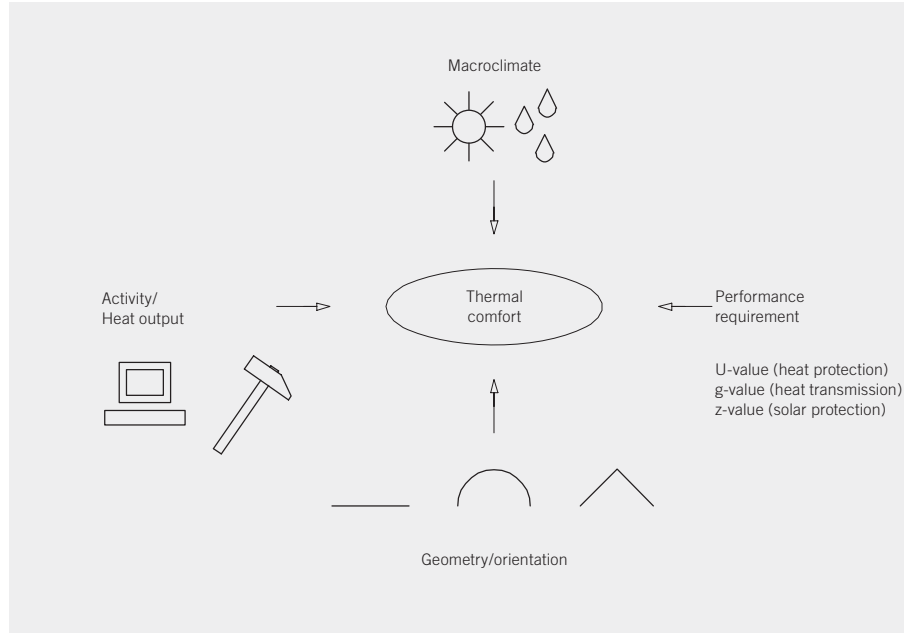 Macroclimate
Activity/
Heat output
Thermal
comfort
Performance
requirement
U-value (heat protection)
g-value (heat transmission)
z-value (solar protection)
Geometry/orientation